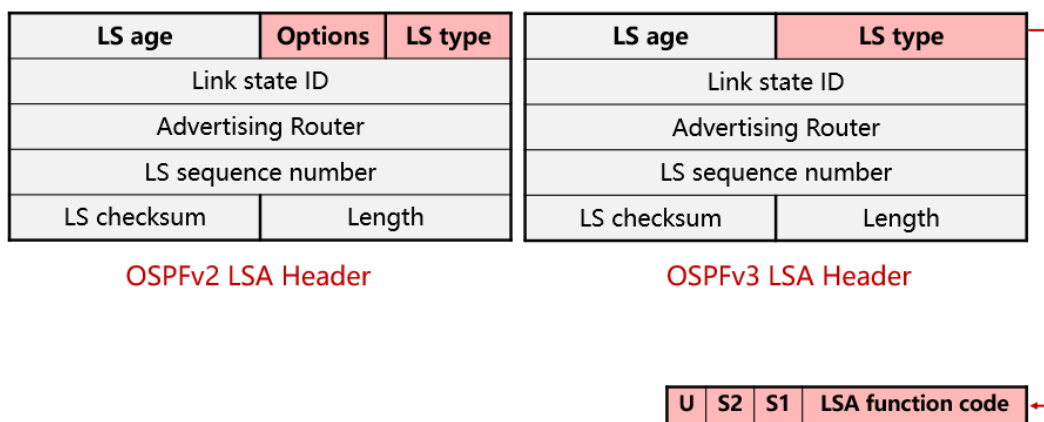 LS age Options LS type
Link state ID
Advertising Router
LS sequence number
LS checksum Length
OSPFv2 LSA Header
LS age LS type
Link state ID
Advertising Router
LS sequence number
LS checksum Length
OSPFv3 LSA Header
U S2 S1 LSA function code